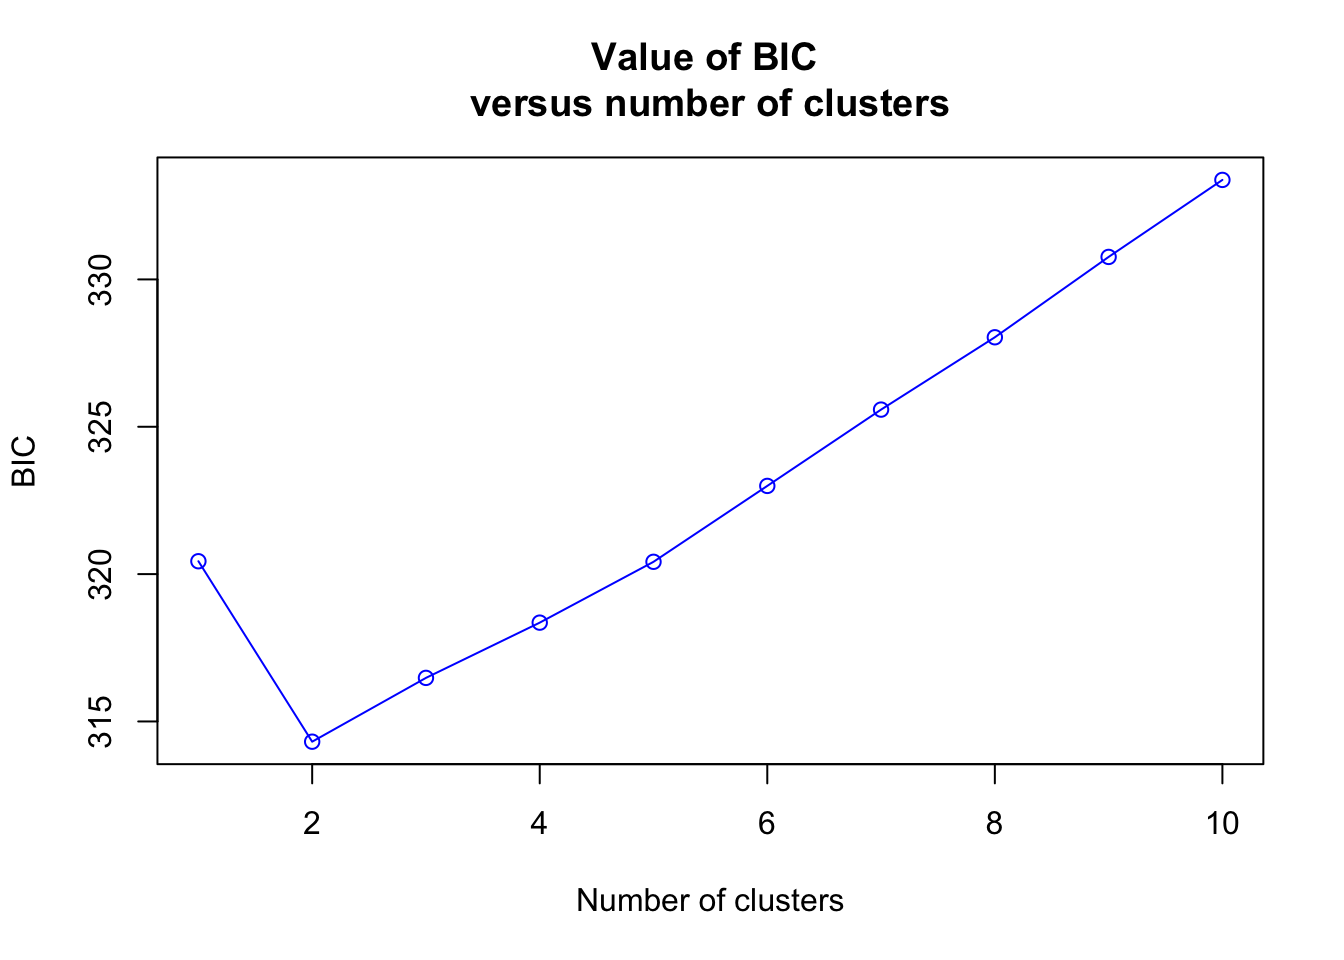 Value of BIC
versus number of clusters
BIC
330
325
320
315
2 4 6 8 10
Number of clusters